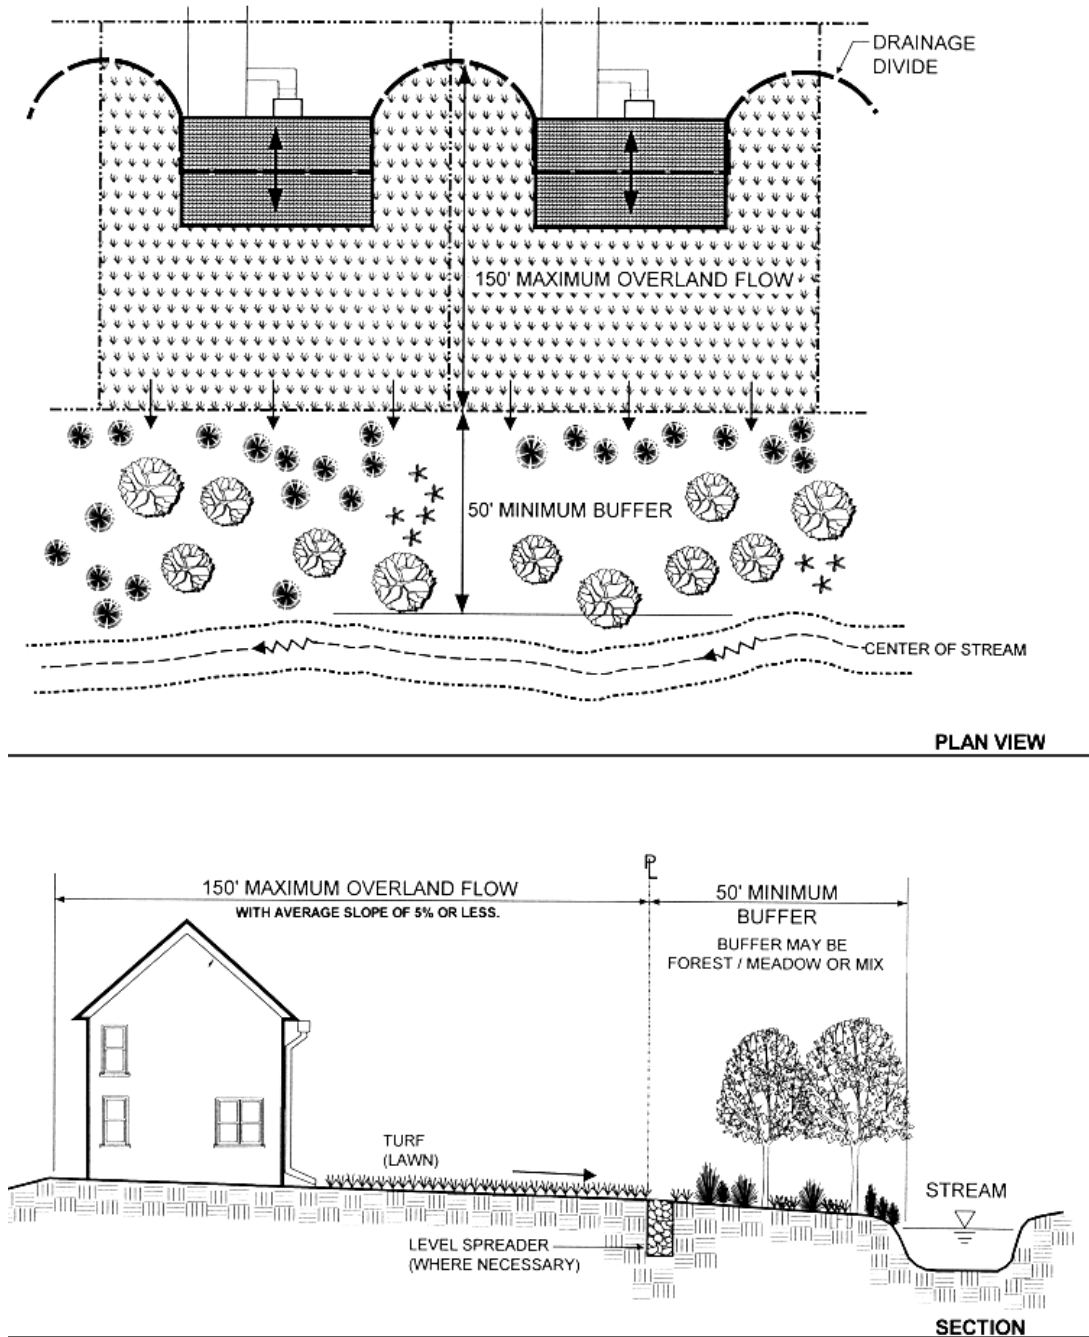 DRAINAGE
DIVIDE
150' MAXIMUM OVERLAND FLOW
50' MINIMUM BUFFER
CENTER OF STREAM
PLAN VIEW
PL
150' MAXIMUM OVERLAND FLOW
WITH AVERAGE SLOPE OF 5% OR LESS.
50' MINIMUM
BUFFER
BUFFER MAY BE
FOREST / MEADOW OR MIX
TURF
(LAWN)
STREAM
LEVEL SPREADER
(WHERE NECESSARY)
SECTION